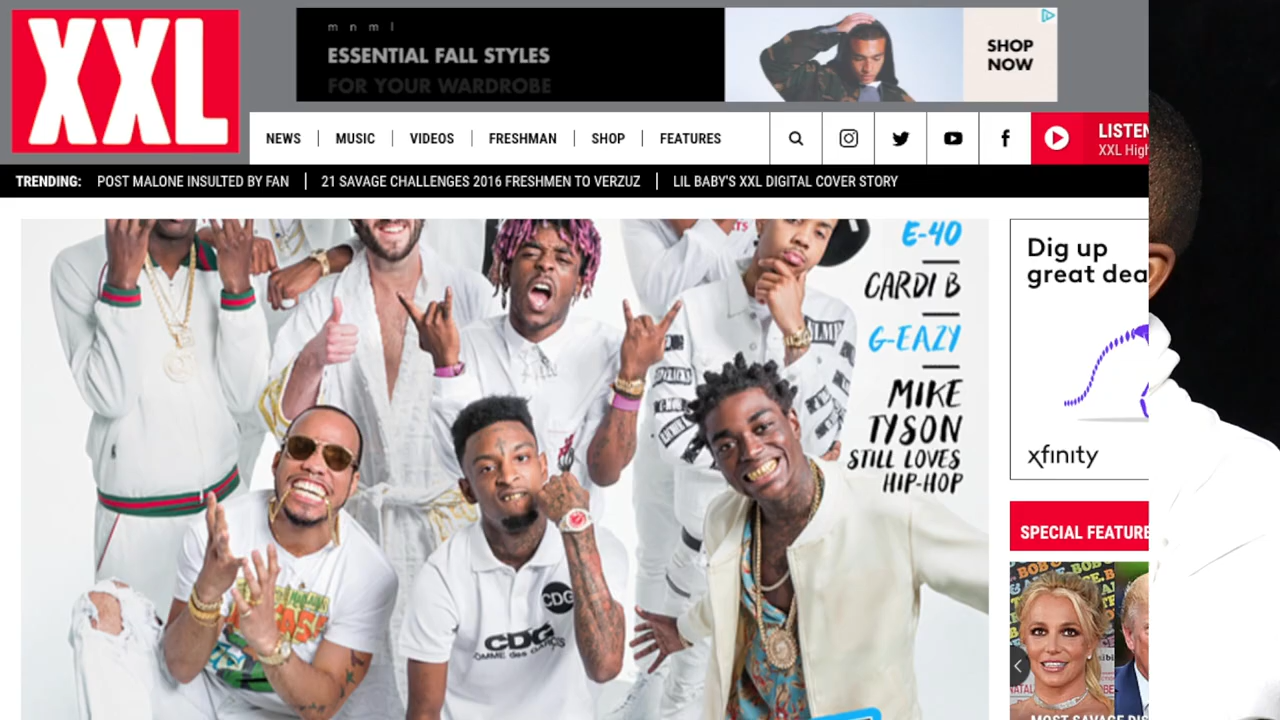 XXL
m n m l
ESSENTIAL FALL STYLES
FOR YOUR WARDROBE
SHOP
NOW
NEWS
MUSIC
VIDEOS
FRESHMAN
SHOP
FEATURES
LISTEN
XXL High
TRENDING:
POST MALONE INSULTED BY FAN
21 SAVAGE CHALLENGES 2016 FRESHMEN TO VERZUZ
LIL BABY'S XXL DIGITAL COVER STORY
E-40
CARDI B
G-EAZY
MIKE
TYSON
STILL LOVES
HIP-HOP
CDG
CDG
COMME des GARÇONS
Dig up
great dea
xfinity
SPECIAL FEATURE
MOST SAVAGE DIS